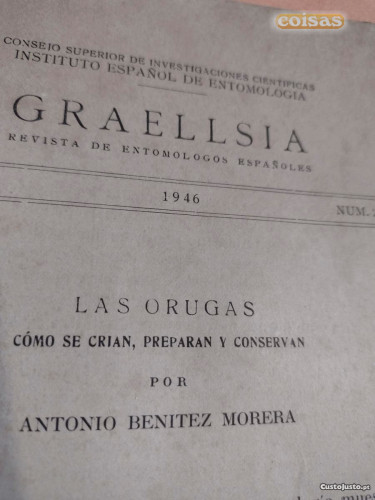 coisas
CONSEJO SUPERIOR DE INVESTIGACIONES CIENTIFICAS
INSTITUTO ESPAÑOL DE ENTOMOLOGIA
GRAELLSIA
REVISTA DE ENTOMOLOGOS ESPAÑOLES
1946 NUM.
LAS ORUGAS
CÓMO SE CRIAN, PREPARAN Y CONSERVAN
POR
ANTONIO BENITEZ MORERA
CustoJusto.pt